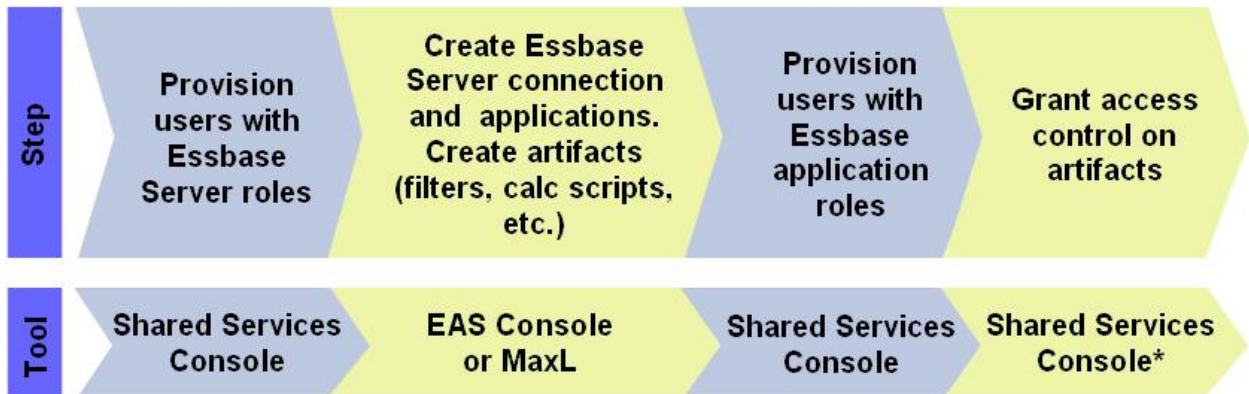 Step
Provision
users with
Essbase
Server roles
Create Essbase
Server connection
and applications.
Create artifacts
(filters, calc scripts,
etc.)
Provision
users with
Essbase
application
roles
Grant access
control on
artifacts
Tool
Shared Services
Console
EAS Console
or MaxL
Shared Services
Console
Shared Services
Console*